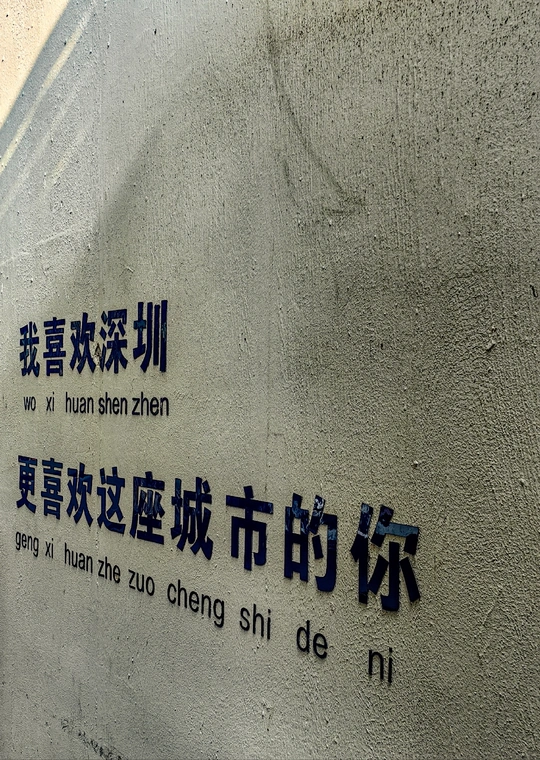 我喜欢深圳
wo xi huan shen zhen
更喜欢这座城市的你
geng xi huan zhe zuo cheng shi de ni